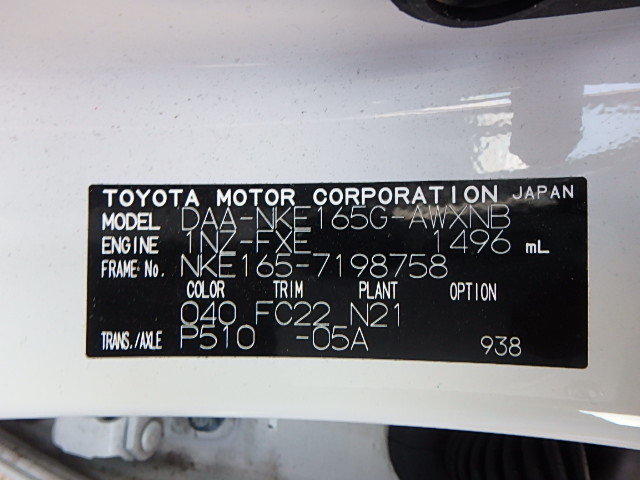 TOYOTA MOTOR CORPORATION JAPAN
MODEL DAA-NKE165G-AWXNB
ENGINE 1NZ-FXE 1496 mL
FRAME No. NKE165-7198758
COLOR TRIM PLANT OPTION
040 FC22 N21
TRANS./AXLE P510 -05A 938